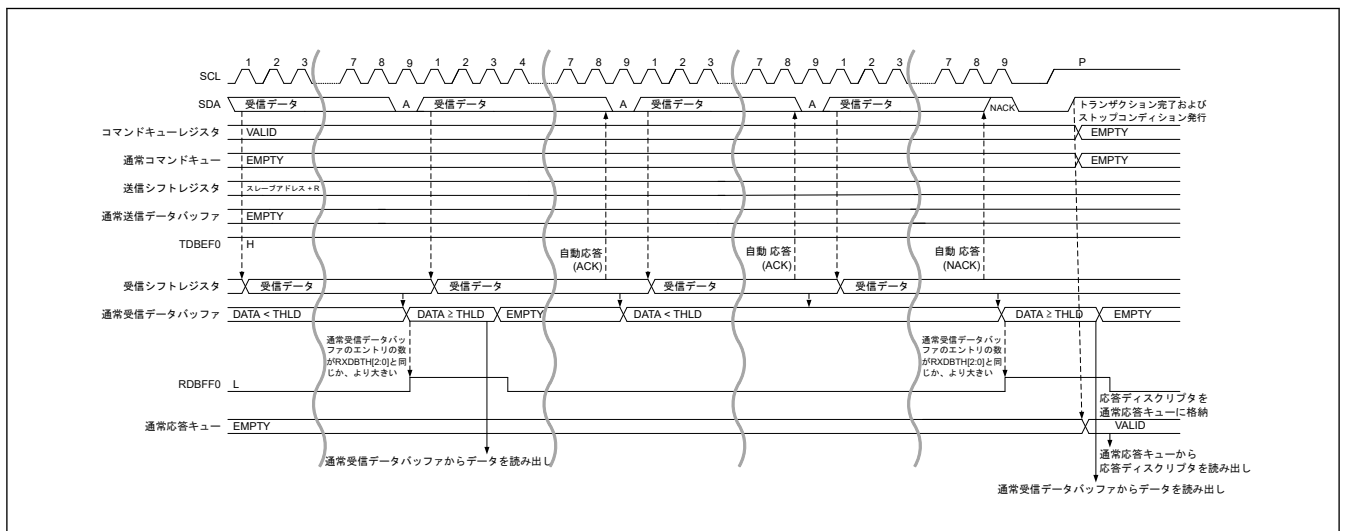 1 2 3 7 8 9 1 2 3 4 7 8 9 1 2 3 7 8 9 1 2 3 7 8 9 P
SCL
SDA 受信データ A 受信データ A 受信データ A 受信データ NACK
トランザクション完了および
ストップコンディション発行
コマンドキューレジスタ VALID EMPTY
通常コマンドキュー EMPTY EMPTY
送信シフトレジスタ スレーブアドレス + R
通常送信データバッファ EMPTY
TDBEF0 H
自動応答
(ACK)
自動 応答
(ACK)
自動 応答
(NACK)
受信シフトレジスタ 受信データ 受信データ 受信データ 受信データ
通常受信データバッファ DATA < THLD DATA ≧ THLD EMPTY DATA < THLD DATA ≧ THLD EMPTY
通常受信データバッ
ファのエントリの数
がRXDBTH[2:0]と同
じか、より大きい
通常受信データバッ
ファのエントリの数
がRXDBTH[2:0]と同
じか、より大きい
RDBFF0 L
応答ディスクリプタを
通常応答キューに格納
通常応答キュー EMPTY VALID
通常応答キューから
応答ディスクリプタを読み出し
通常受信データバッファからデータを読み出し
通常受信データバッファからデータを読み出し